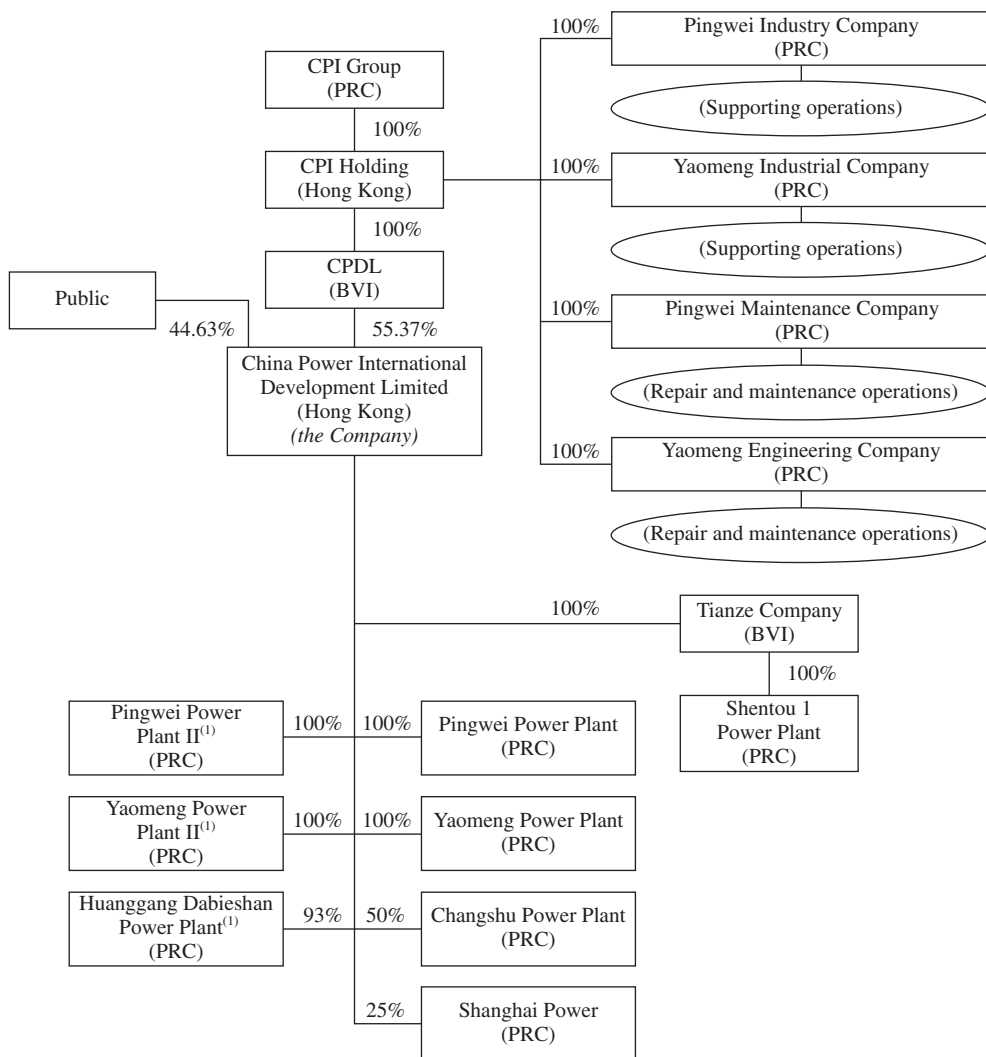 CPI Group
(PRC)
100%
CPI Holding
(Hong Kong)
100%
CPDL
(BVI)
Public
44.63%
55.37%
China Power International
Development Limited
(Hong Kong)
(the Company)
100%
Pingwei Industry Company
(PRC)
(Supporting operations)
100%
Yaomeng Industrial Company
(PRC)
(Supporting operations)
100%
Pingwei Maintenance Company
(PRC)
(Repair and maintenance operations)
100%
Yaomeng Engineering Company
(PRC)
(Repair and maintenance operations)
100%
Tianze Company
(BVI)
100%
Shentou 1
Power Plant
(PRC)
Pingwei Power
Plant II(1)
(PRC)
100%
100%
Pingwei Power Plant
(PRC)
Yaomeng Power
Plant II(1)
(PRC)
100%
100%
Yaomeng Power Plant
(PRC)
Huanggang Dabieshan
Power Plant(1)
(PRC)
93%
50%
Changshu Power Plant
(PRC)
25%
Shanghai Power
(PRC)